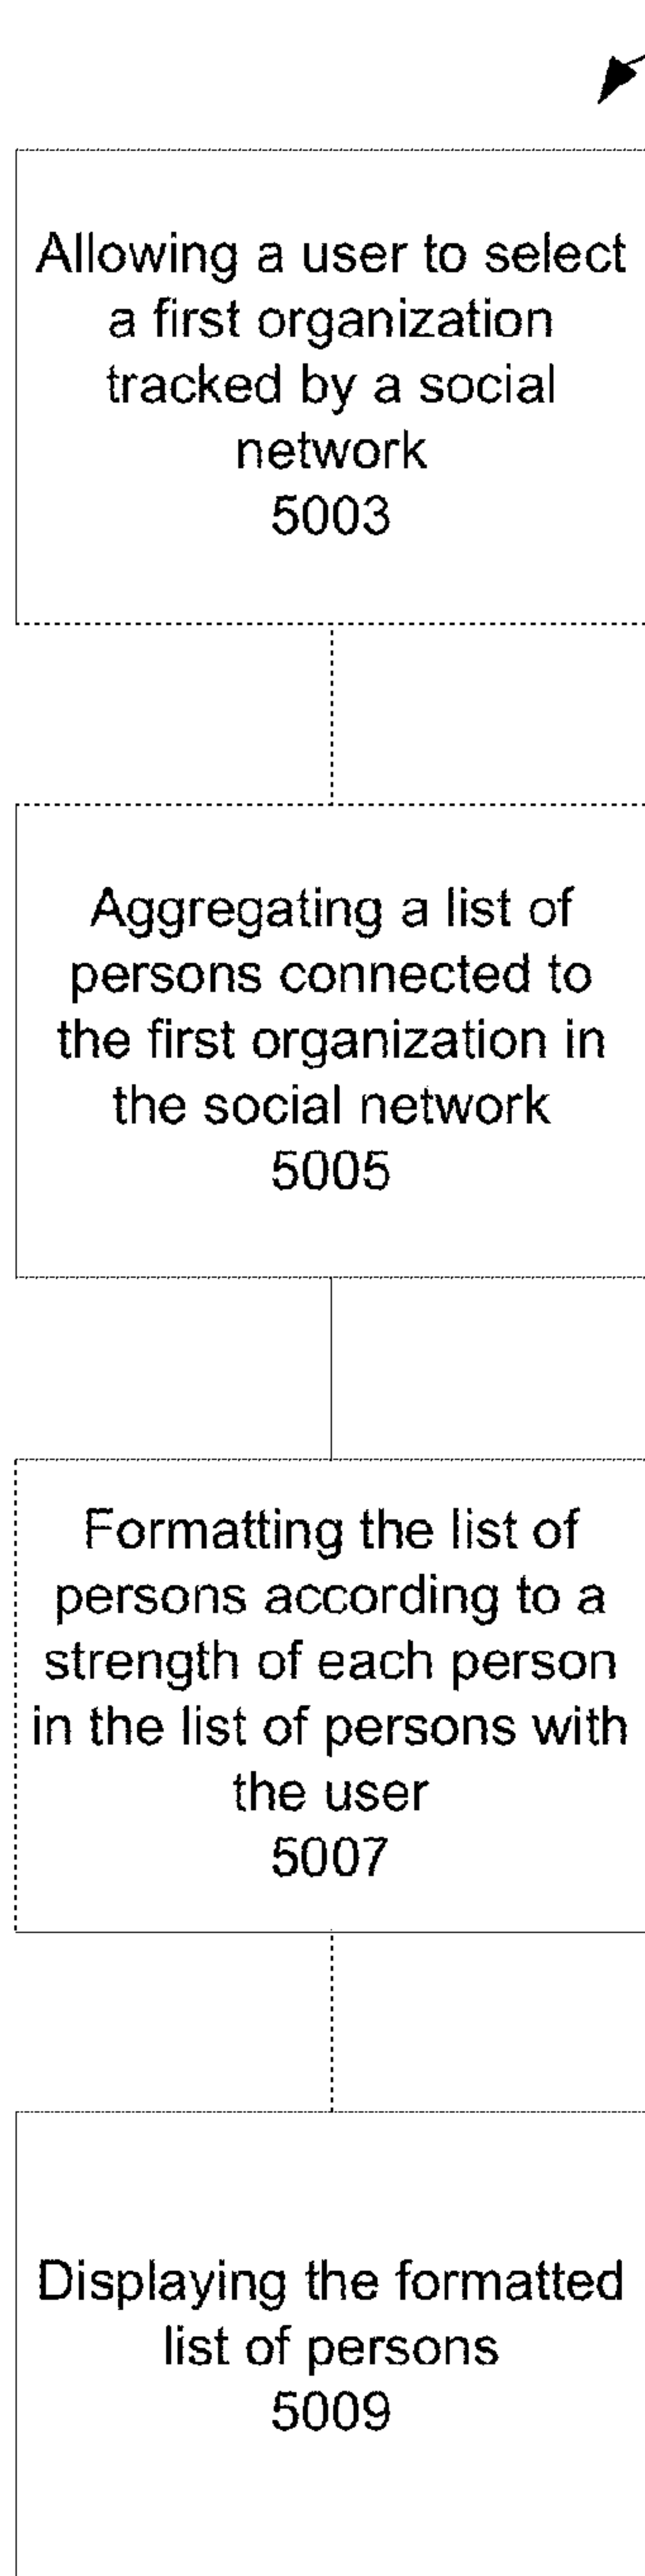 Allowing a user to select
a first organization
tracked by a social
network
5003
Aggregating a list of
persons connected to
the first organization in
the social network
5005
Formatting the list of
persons according to a
strength of each person
in the list of persons with
the user
5007
Displaying the formatted
list of persons
5009